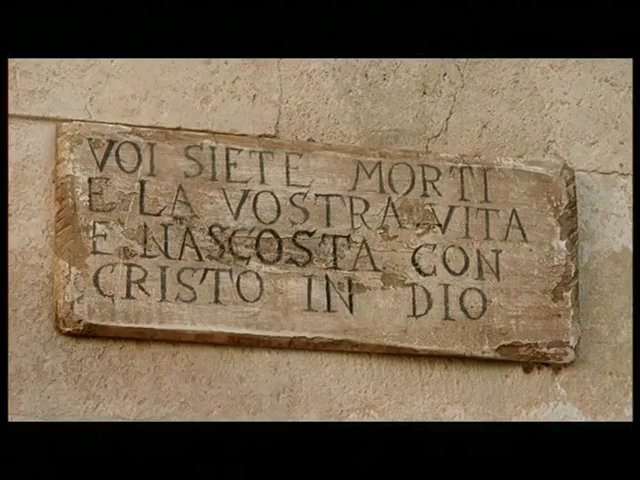 VOI SIETE MORTI
E LA VOSTRA VITA
E NASCOSTA CON
CRISTO IN DIO